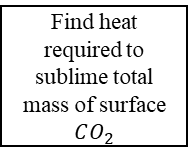 Find heat
required to
sublime total
mass of surface
CO₂